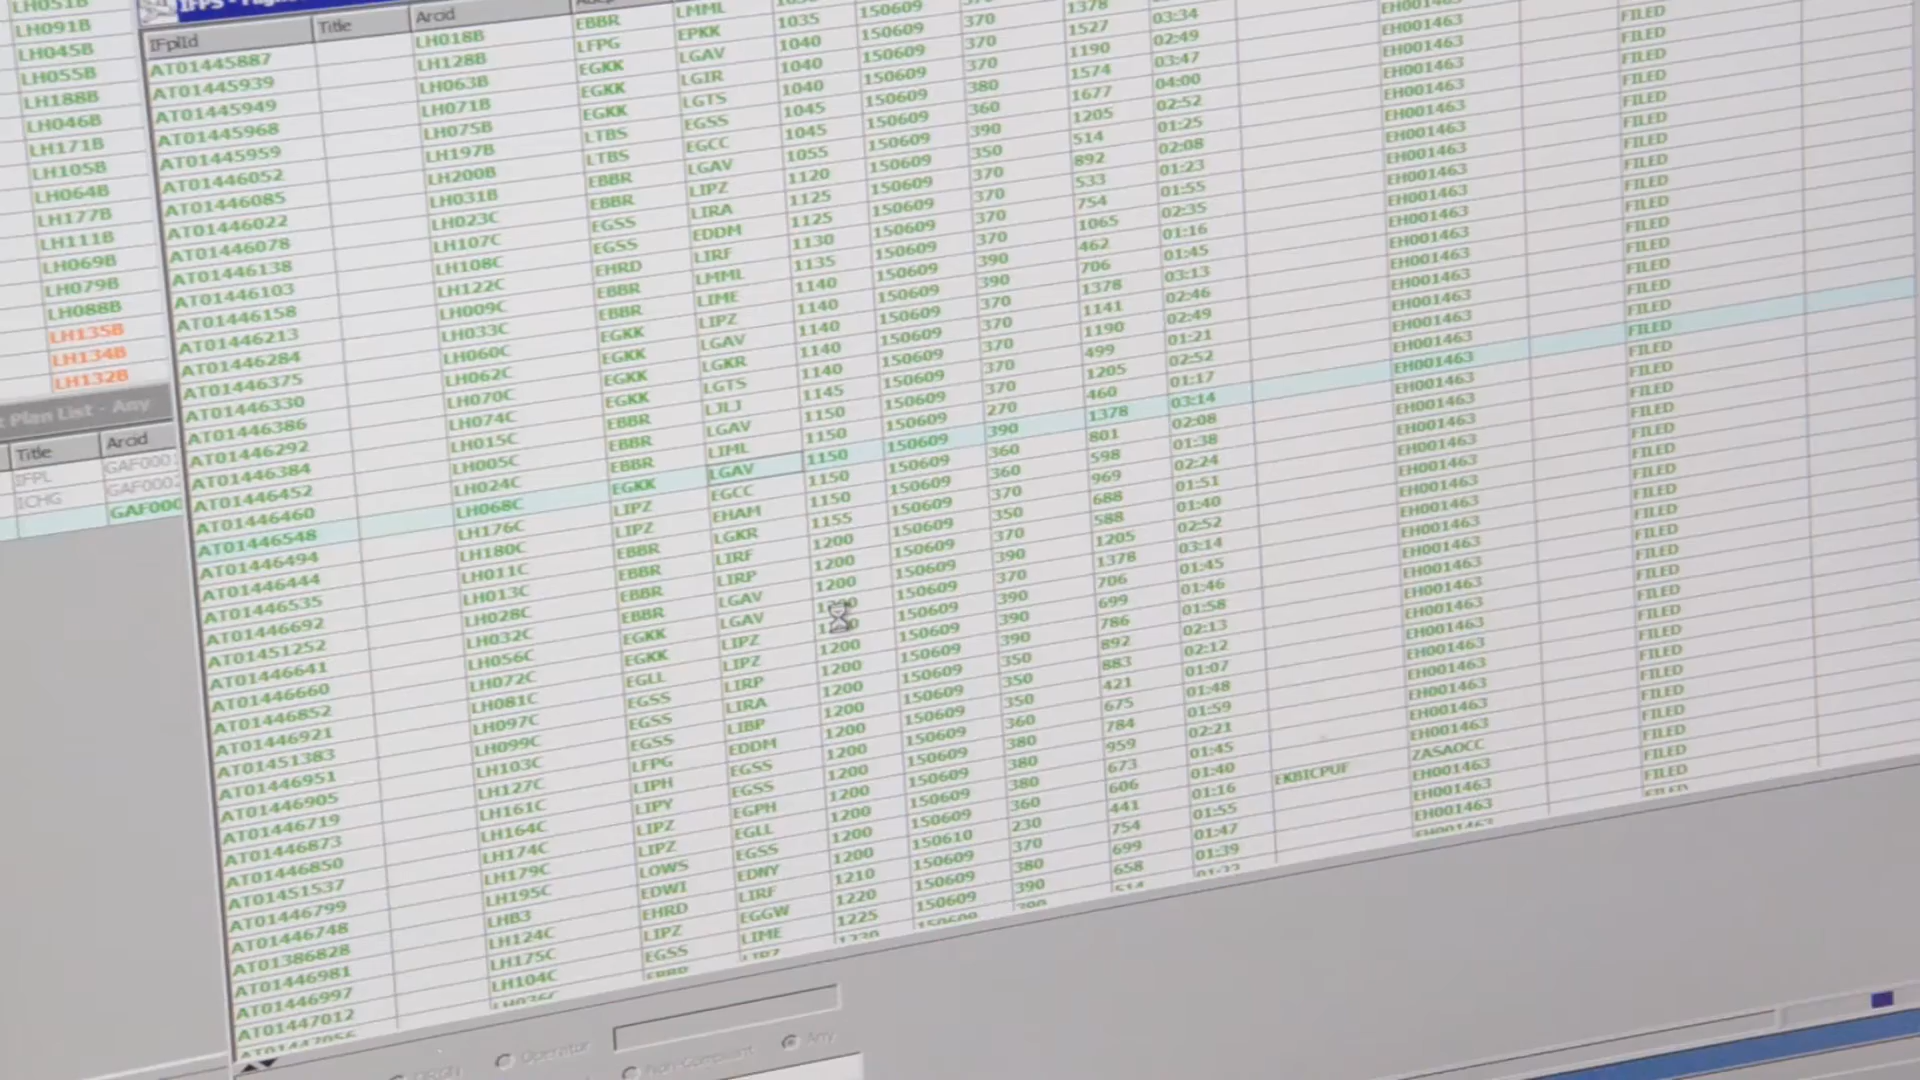 IFPS -
IFplId Title Arcid
AT01445887 LH018B EBBR LMML 150609 EH001463
AT01445939 LH128B LFPG EPKK 1035 150609 370 1378 EH001463 FILED
AT01445949 LH063B EGKK LGAV 1040 150609 370 1527 03:34 EH001463 FILED
AT01445968 LH071B EGKK LGIR 1040 150609 370 1190 02:49 EH001463 FILED
AT01445959 LH075B EGKK LGTS 1040 150609 370 1574 03:47 EH001463 FILED
AT01446052 LH197B LTBS EGSS 1045 150609 380 1677 04:00 EH001463 FILED
AT01446085 LH200B LTBS EGCC 1045 150609 360 1205 02:52 EH001463 FILED
AT01446022 LH031B EBBR LGAV 1055 150609 390 514 01:25 EH001463 FILED
AT01446078 LH023C EBBR LIPZ 1120 150609 350 892 02:08 EH001463 FILED
AT01446138 LH107C EGSS LIRA 1125 150609 370 533 01:23 EH001463 FILED
AT01446103 LH108C EGSS EDDM 1125 150609 370 754 01:55 EH001463 FILED
AT01446158 LH122C EHRD LIRF 1130 150609 370 1065 02:35 EH001463 FILED
AT01446213 LH009C EBBR LMML 1135 150609 370 462 01:16 EH001463 FILED
AT01446284 LH033C EBBR LIME 1140 150609 390 706 01:45 EH001463 FILED
AT01446375 LH060C EGKK LIPZ 1140 150609 390 1378 03:13 EH001463 FILED
AT01446330 LH062C EGKK LGAV 1140 150609 370 1141 02:46 EH001463 FILED
AT01446386 LH070C EGKK LGKR 1140 150609 370 1190 02:49 EH001463 FILED
AT01446292 LH074C EGKK LGTS 1140 150609 370 499 01:21 EH001463 FILED
AT01446384 LH015C EBBR LJLJ 1145 150609 370 1205 02:52 EH001463 FILED
AT01446452 LH005C EBBR LGAV 1150 150609 370 460 01:17 EH001463 FILED
AT01446460 LH024C EBBR LIML 1150 150609 270 EH001463 FILED
AT01446548 LH068C EGKK LGAV 1150 150609 390 1378 03:14 EH001463 FILED
AT01446494 LH176C LIPZ EGCC 1150 150609 360 801 02:08 EH001463 FILED
AT01446444 LH180C LIPZ EHAM 1150 150609 360 598 01:38 EH001463 FILED
AT01446535 LH011C EBBR LGKR 1155 150609 370 969 02:24 EH001463 FILED
AT01446692 LH013C EBBR LIRF 1200 150609 350 688 01:51 EH001463 FILED
AT01451252 LH028C EBBR LIRP 1200 150609 370 588 01:40 EH001463 FILED
AT01446641 LH032C EBBR LGAV 1200 150609 390 1205 02:52 EH001463 FILED
AT01446660 LH056C EGKK LGAV 150609 370 1378 03:14 EH001463 FILED
AT01446852 LH072C EGKK LIPZ 150609 390 706 01:45 EH001463 FILED
AT01446921 LH081C EGLL LIPZ 1200 150609 390 699 01:46 EH001463 FILED
AT01451383 LH097C EGSS LIRP 1200 150609 390 786 01:58 EH001463 FILED
AT01446951 LH099C EGSS LIRA 1200 150609 350 892 02:13 EH001463 FILED
AT01446905 LH103C EGSS LIBP 1200 150609 350 883 02:12 EH001463 FILED
AT01446719 LH127C LFPG EDDM 1200 150609 350 421 01:07 EH001463 FILED
AT01446873 LH161C LIPH EGSS 1200 150609 360 675 01:48 EH001463 FILED
AT01446850 LH164C LIPY EGPH 1200 150609 380 784 01:59 EH001463 FILED
AT01451537 LH174C LIPZ EGLL 1200 150609 380 959 02:21 EH001463 FILED
AT01446799 LH179C LIPZ EGSS 1200 150609 380 673 01:45 EH001463 FILED
AT01446748 LH195C LOWS 1200 150609 360 606 01:40 EH001463 FILED
AT01386828 LHB3 EDWI EDNY 1200 150610 230 441 01:16 EKBICPUF ZASAOCC FILED
AT01446981 LH124C EHRD LIRF 1210 150609 370 754 01:55 EH001463 FILED
AT01446997 LH175C LIPZ EGGW 1220 150609 380 699 01:47 EH001463 FILED
AT01447012 LH104C EGSS LIME 1225 150609 390 658 01:39 EH001463
LH051B
LH091B
LH045B
LH055B
LH188B
LH046B
LH171B
LH105B
LH064B
LH177B
LH111B
LH069B
LH079B
LH088B
LH135B
LH134B
LH132B
Plan List - Any
Title Arcid
IFPL
ICHG
GAF000
Operator
Any